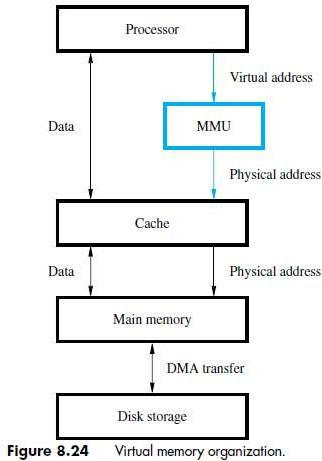 Processor
Virtual address
Data
MMU
Physical address
Cache
Data
Physical address
Main memory
DMA transfer
Disk storage
Figure 8.24 Virtual memory organization.